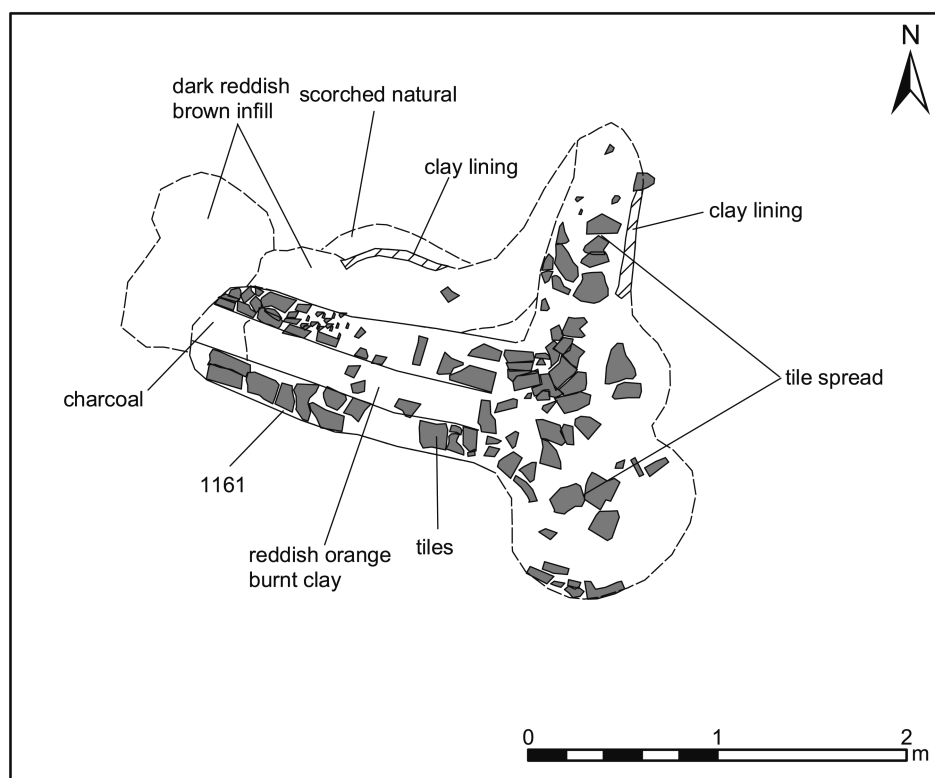 N
dark reddish
brown infill
scorched natural
clay lining
clay lining
tile spread
charcoal
1161
reddish orange
burnt clay
tiles
0
1
2
m